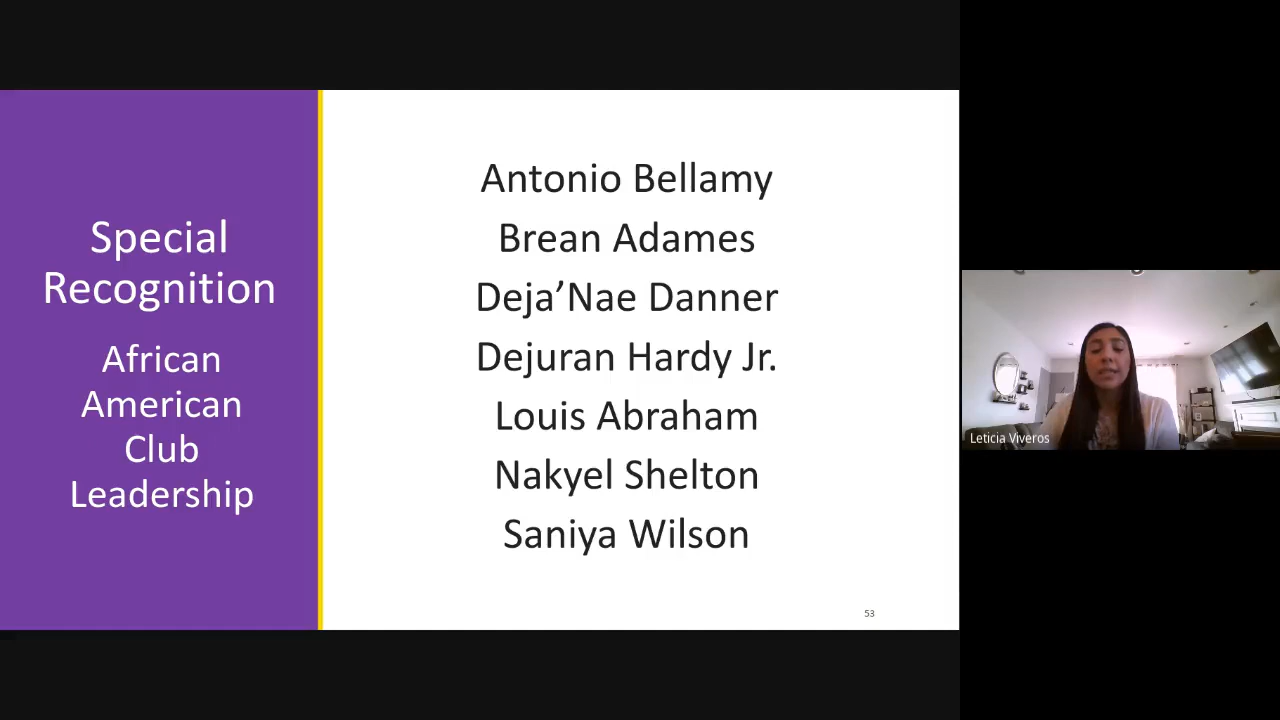 Special
Recognition
African
American
Club
Leadership
Antonio Bellamy
Brean Adames
Deja’Nae Danner
Dejuran Hardy Jr.
Louis Abraham
Nakyel Shelton
Saniya Wilson
53
Leticia Viveros